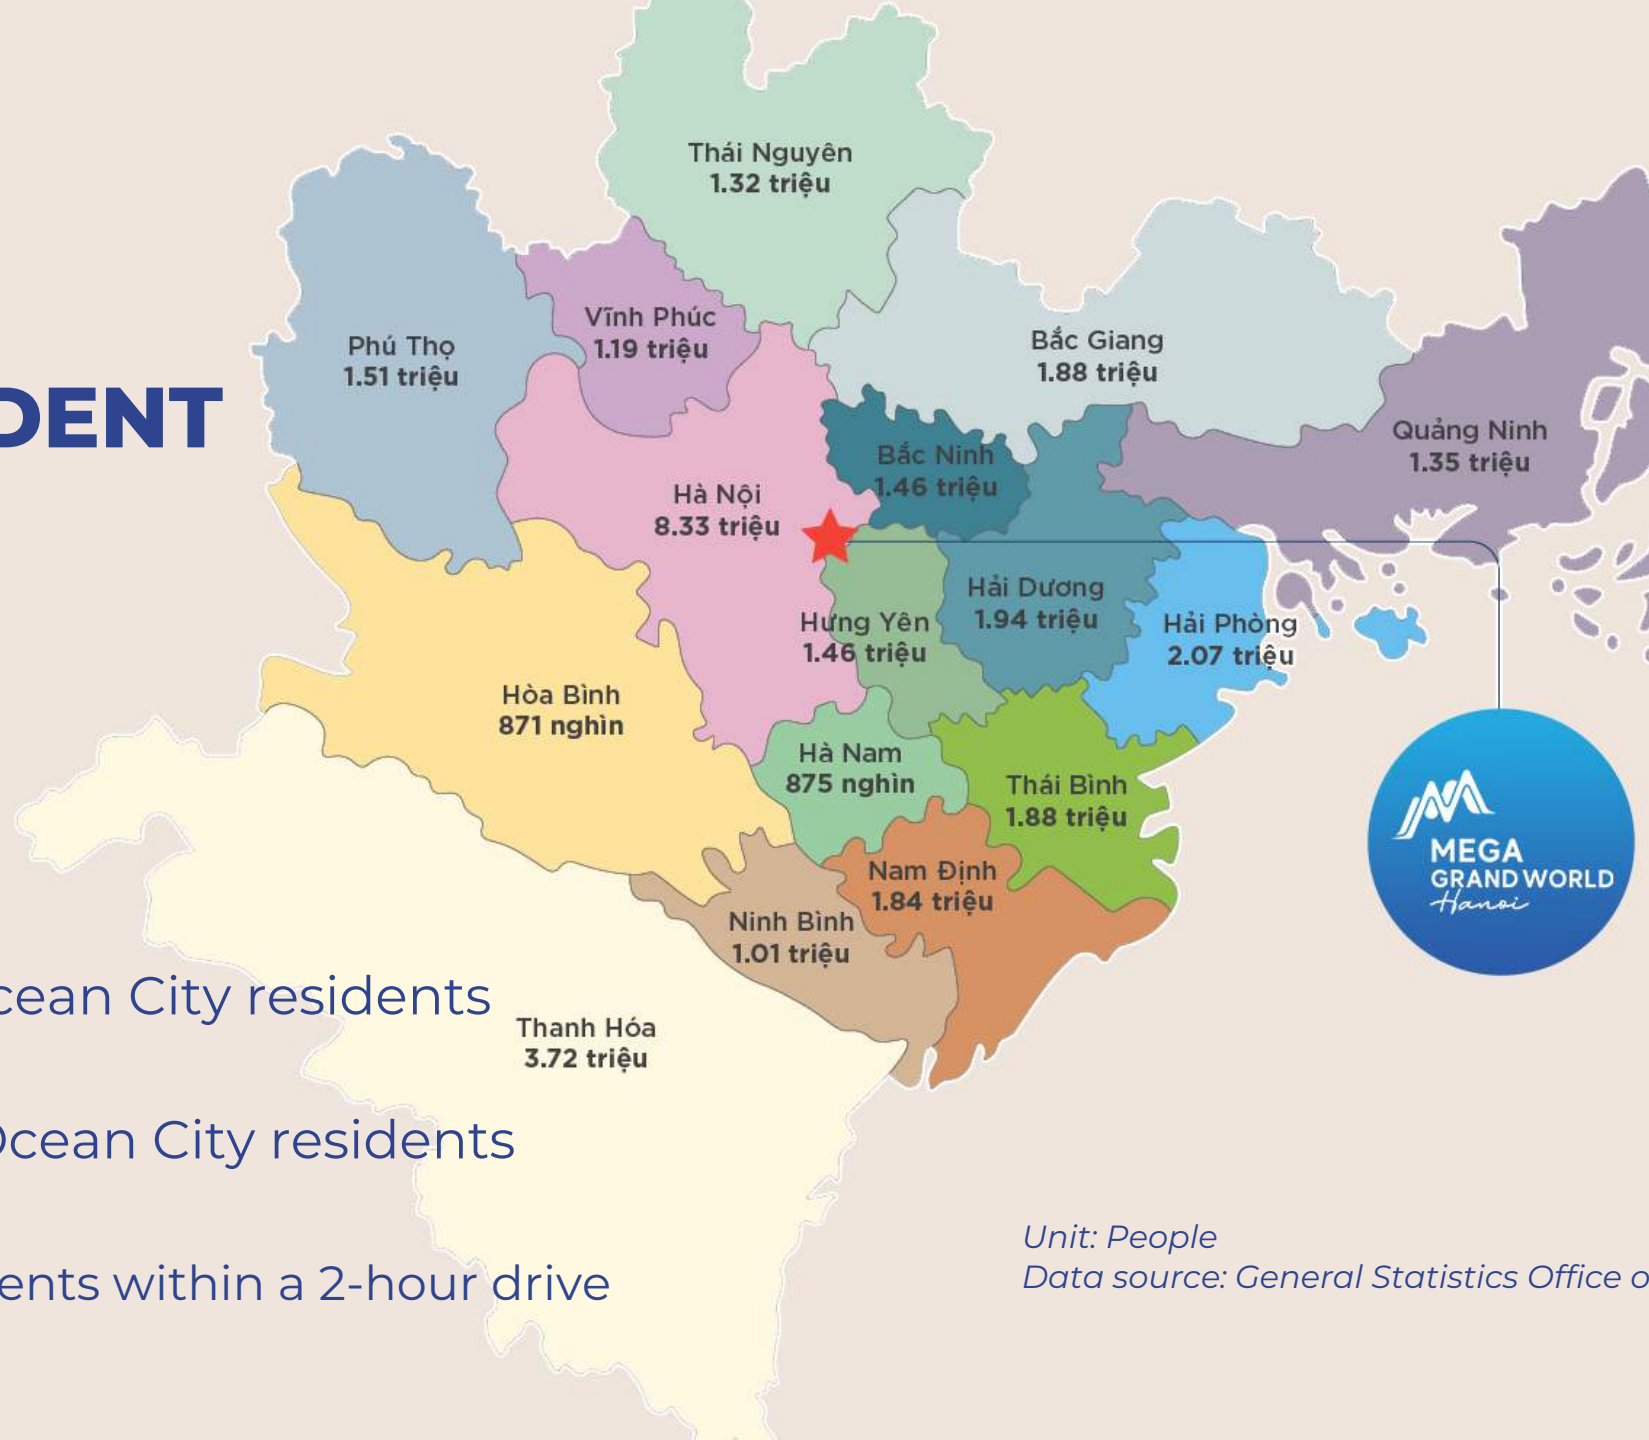 Thái Nguyên
1.32 triệu
Vĩnh Phúc
1.19 triệu
Phú Thọ
1.51 triệu
Bắc Giang
1.88 triệu
DENT
Quảng Ninh
1.35 triệu
Bắc Ninh
1.46 triệu
Hà Nội
8.33 triệu
Hải Dương
1.94 triệu
Hưng Yên
1.46 triệu
Hải Phòng
2.07 triệu
Hòa Bình
871 nghìn
Hà Nam
875 nghìn
Thái Bình
1.88 triệu
MEGA
GRAND WORLD
Hanoi
Nam Định
1.84 triệu
Ninh Bình
1.01 triệu
cean City residents
Thanh Hóa
3.72 triệu
Ocean City residents
ents within a 2-hour drive
Unit: People
Data source: General Statistics Office o